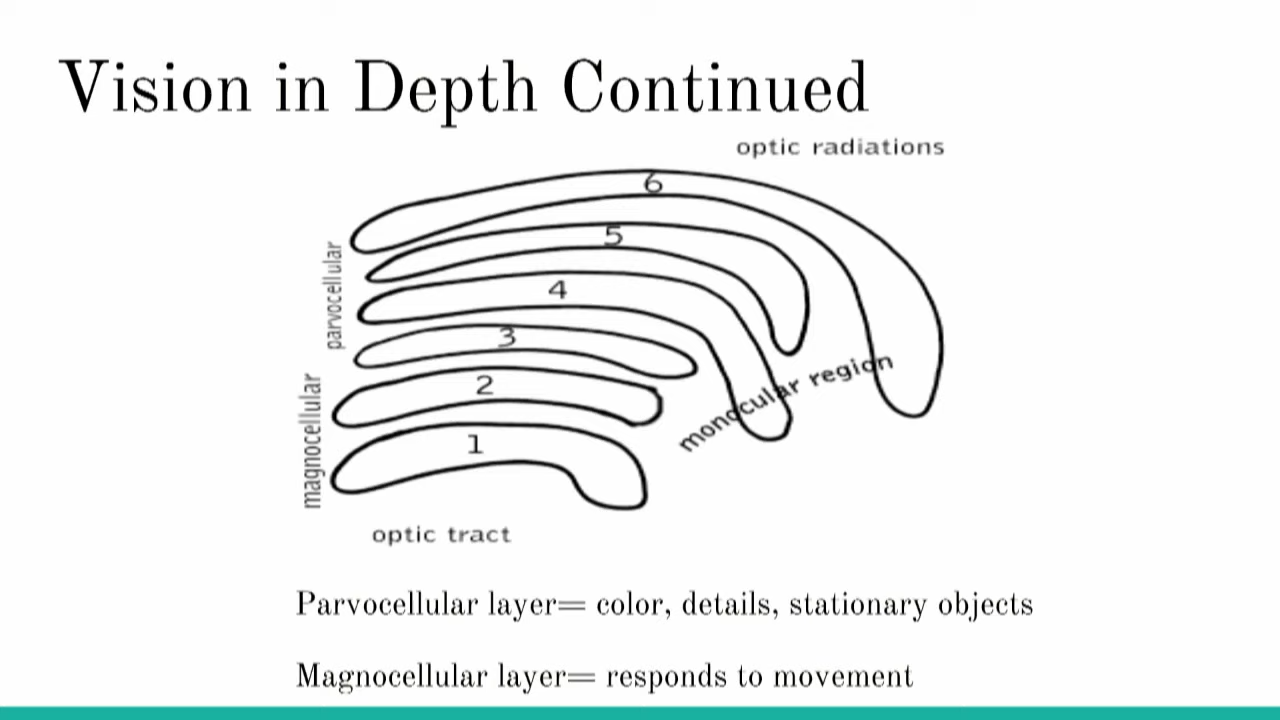 Vision in Depth Continued
optic radiations
6
5
parvocellular
4
3
monocular region
magnocellular
2
1
optic tract
Parvocellular layer= color, details, stationary objects
Magnocellular layer= responds to movement